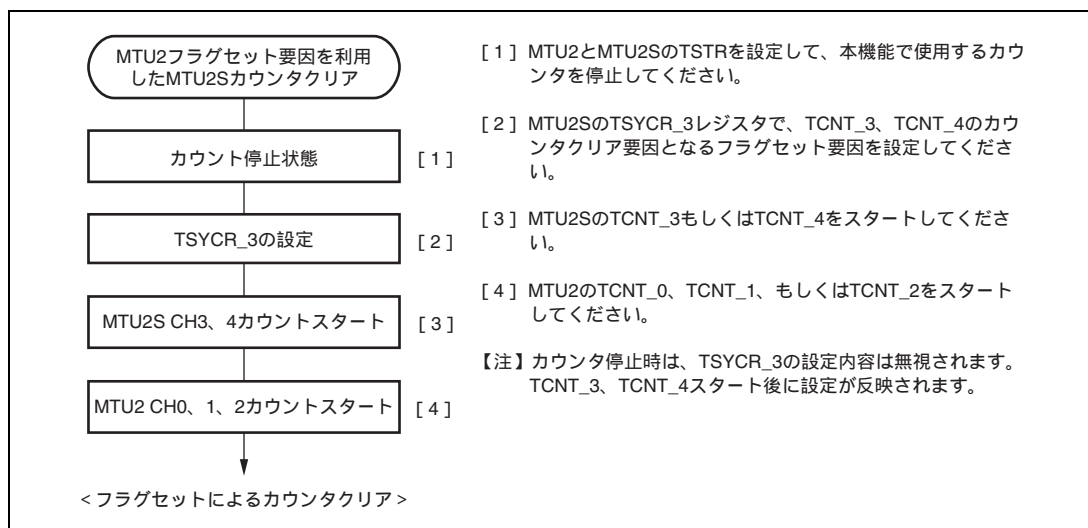 MTU2フラグセット要因を利用
したMTU2Sカウンタクリア
カウント停止状態
[ 1 ]
TSYCR_3の設定
[ 2 ]
MTU2S CH3、4カウントスタート
[ 3 ]
MTU2 CH0、1、2カウントスタート
[ 4 ]
< フラグセットによるカウンタクリア >
[ 1 ] MTU2とMTU2SのTSTRを設定して、本機能で使用するカウ
ンタを停止してください。
[ 2 ] MTU2SのTSYCR_3レジスタで、TCNT_3、TCNT_4のカウ
ンタクリア要因となるフラグセット要因を設定してくださ
い。
[ 3 ] MTU2SのTCNT_3もしくはTCNT_4をスタートしてくださ
い。
[ 4 ] MTU2のTCNT_0、TCNT_1、もしくはTCNT_2をスタート
してください。
【注】カウンタ停止時は、TSYCR_3の設定内容は無視されます。
TCNT_3、TCNT_4スタート後に設定が反映されます。